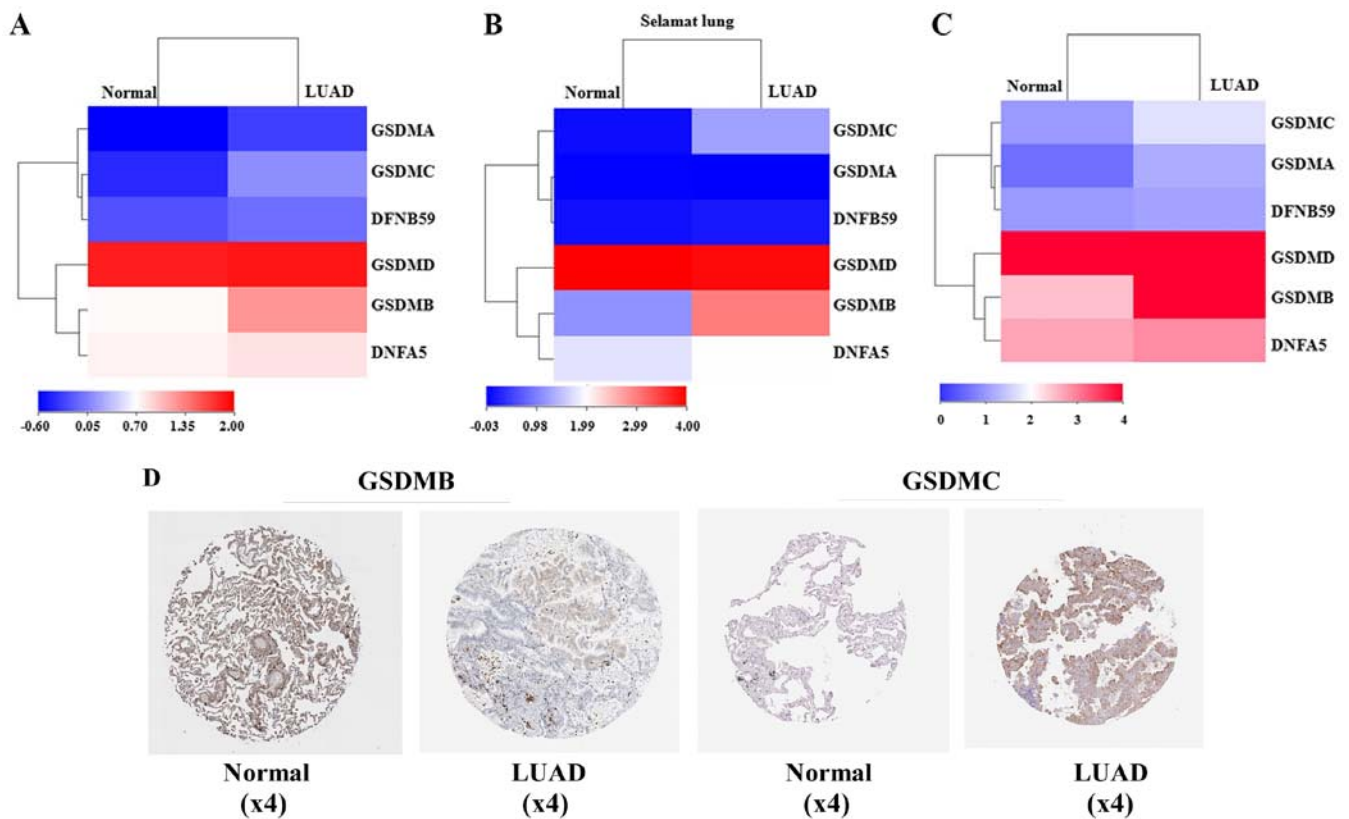 A
Normal
LUAD
GSDMA
GSDMC
DFNB59
GSDMD
GSDMB
DNFA5
-0.60 0.05 0.70 1.35 2.00
B
Selamat lung
Normal
LUAD
GSDMC
GSDMA
DNFB59
GSDMD
GSDMB
DNFA5
-0.03 0.98 1.99 2.99 4.00
C
Normal
LUAD
GSDMC
GSDMA
DFNB59
GSDMD
GSDMB
DNFA5
0 1 2 3 4
D
GSDMB
GSDMC
Normal
(x4)
LUAD
(x4)
Normal
(x4)
LUAD
(x4)